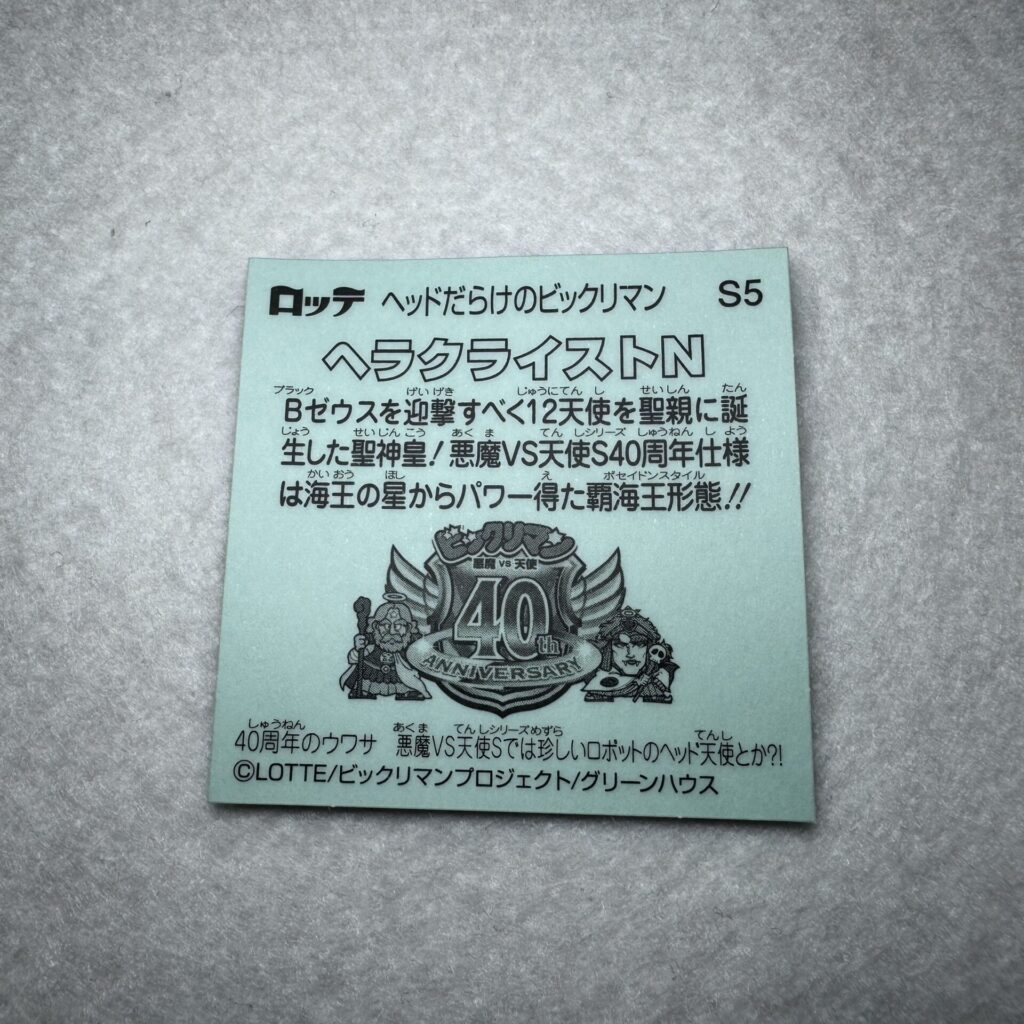 ロッテ ヘッドだらけのビックリマン S5
ヘラクライストN
ブラック げいげき じゅうにてんし せいしん たん
Bゼウスを迎撃すべく12天使を聖親に誕
じょう せいじんこう あくま てんしシリーズ しゅうねんしよう
生した聖神皇!悪魔VS天使S40周年仕様
かいおう ほし え ポセイドンスタイル
は海王の星からパワー得た覇海王形態!!
ビックリマン
悪魔VS天使
40th
ANNIVERSARY
しゅうねん あくま てんしシリーズ めずら てんし
40周年のウワサ 悪魔VS天使Sでは珍しいロボットのヘッド天使とか?!
©LOTTE/ビックリマンプロジェクト/グリーンハウス